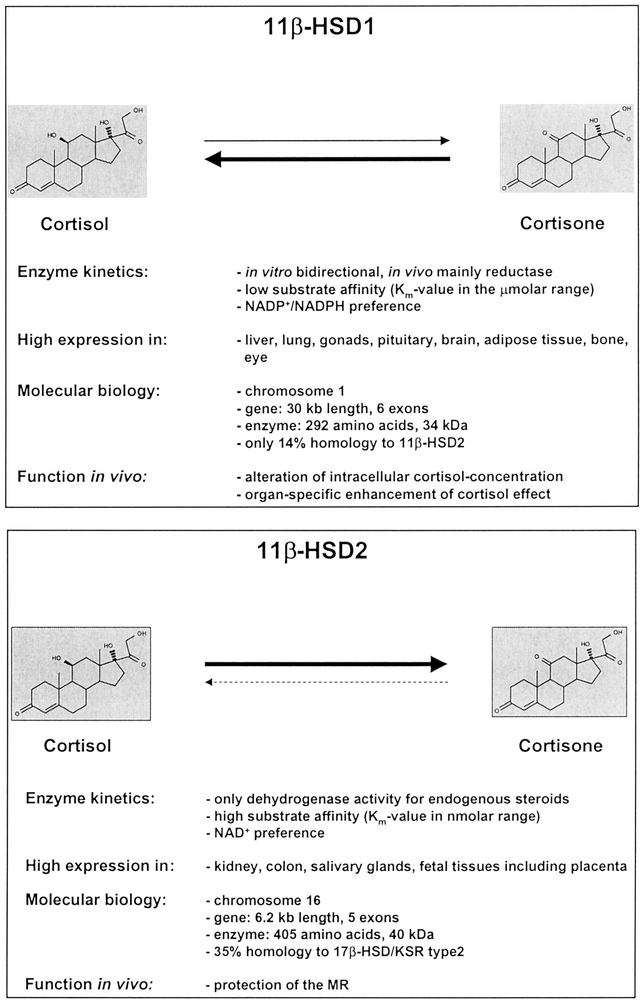 11β-HSD1
OH
HO
HO
O
O
OH
HO
O
O
O
Cortisol
Cortisone
Enzyme kinetics:
- in vitro bidirectional, in vivo mainly reductase
- low substrate affinity (Km-value in the μmolar range)
- NADP+/NADPH preference
High expression in:
- liver, lung, gonads, pituitary, brain, adipose tissue, bone,
eye
Molecular biology:
- chromosome 1
- gene: 30 kb length, 6 exons
- enzyme: 292 amino acids, 34 kDa
- only 14% homology to 11β-HSD2
Function in vivo:
- alteration of intracellular cortisol-concentration
- organ-specific enhancement of cortisol effect
11β-HSD2
OH
HO
HO
O
O
OH
HO
O
O
O
Cortisol
Cortisone
Enzyme kinetics:
- only dehydrogenase activity for endogenous steroids
- high substrate affinity (Km-value in nmolar range)
- NAD+ preference
High expression in:
- kidney, colon, salivary glands, fetal tissues including placenta
Molecular biology:
- chromosome 16
- gene: 6.2 kb length, 5 exons
- enzyme: 405 amino acids, 40 kDa
- 35% homology to 17β-HSD/KSR type2
Function in vivo:
- protection of the MR